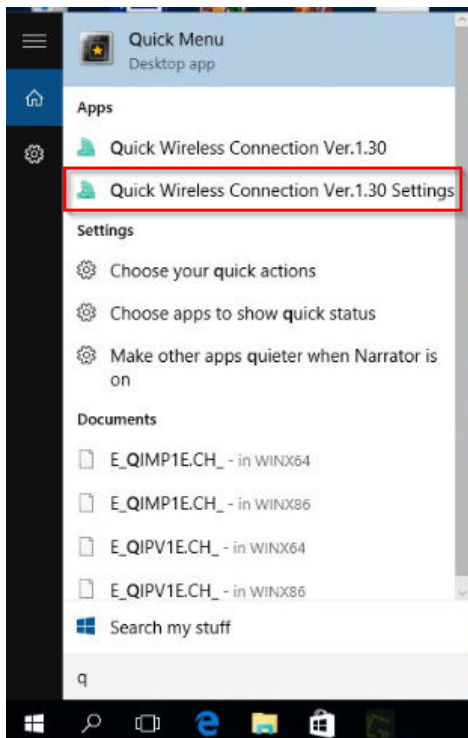 Quick Menu
Desktop app
Apps
Quick Wireless Connection Ver.1.30
Quick Wireless Connection Ver.1.30 Settings
Settings
Choose your quick actions
Choose apps to show quick status
Make other apps quieter when Narrator is
on
Documents
E_QIMP1E.CH_ - in WINX64
E_QIMP1E.CH_ - in WINX86
E_QIPV1E.CH_ - in WINX64
E_QIPV1E.CH_ - in WINX86
Search my stuff
q